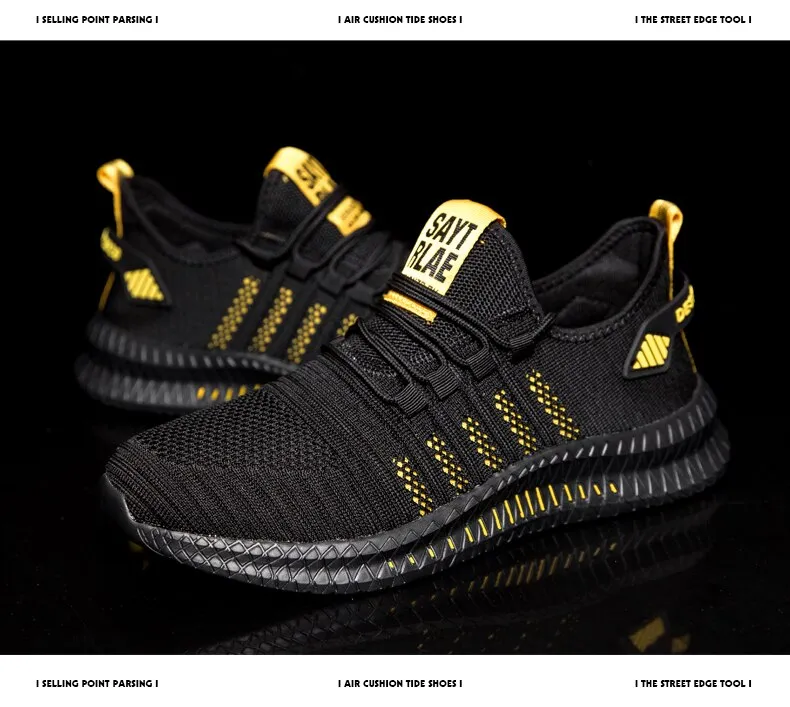 I SELLING POINT PARSING I
I AIR CUSHION TIDE SHOES I
I THE STREET EDGE TOOL I
SAYT
RLAE
I SELLING POINT PARSING I
I AIR CUSHION TIDE SHOES I
I THE STREET EDGE TOOL I